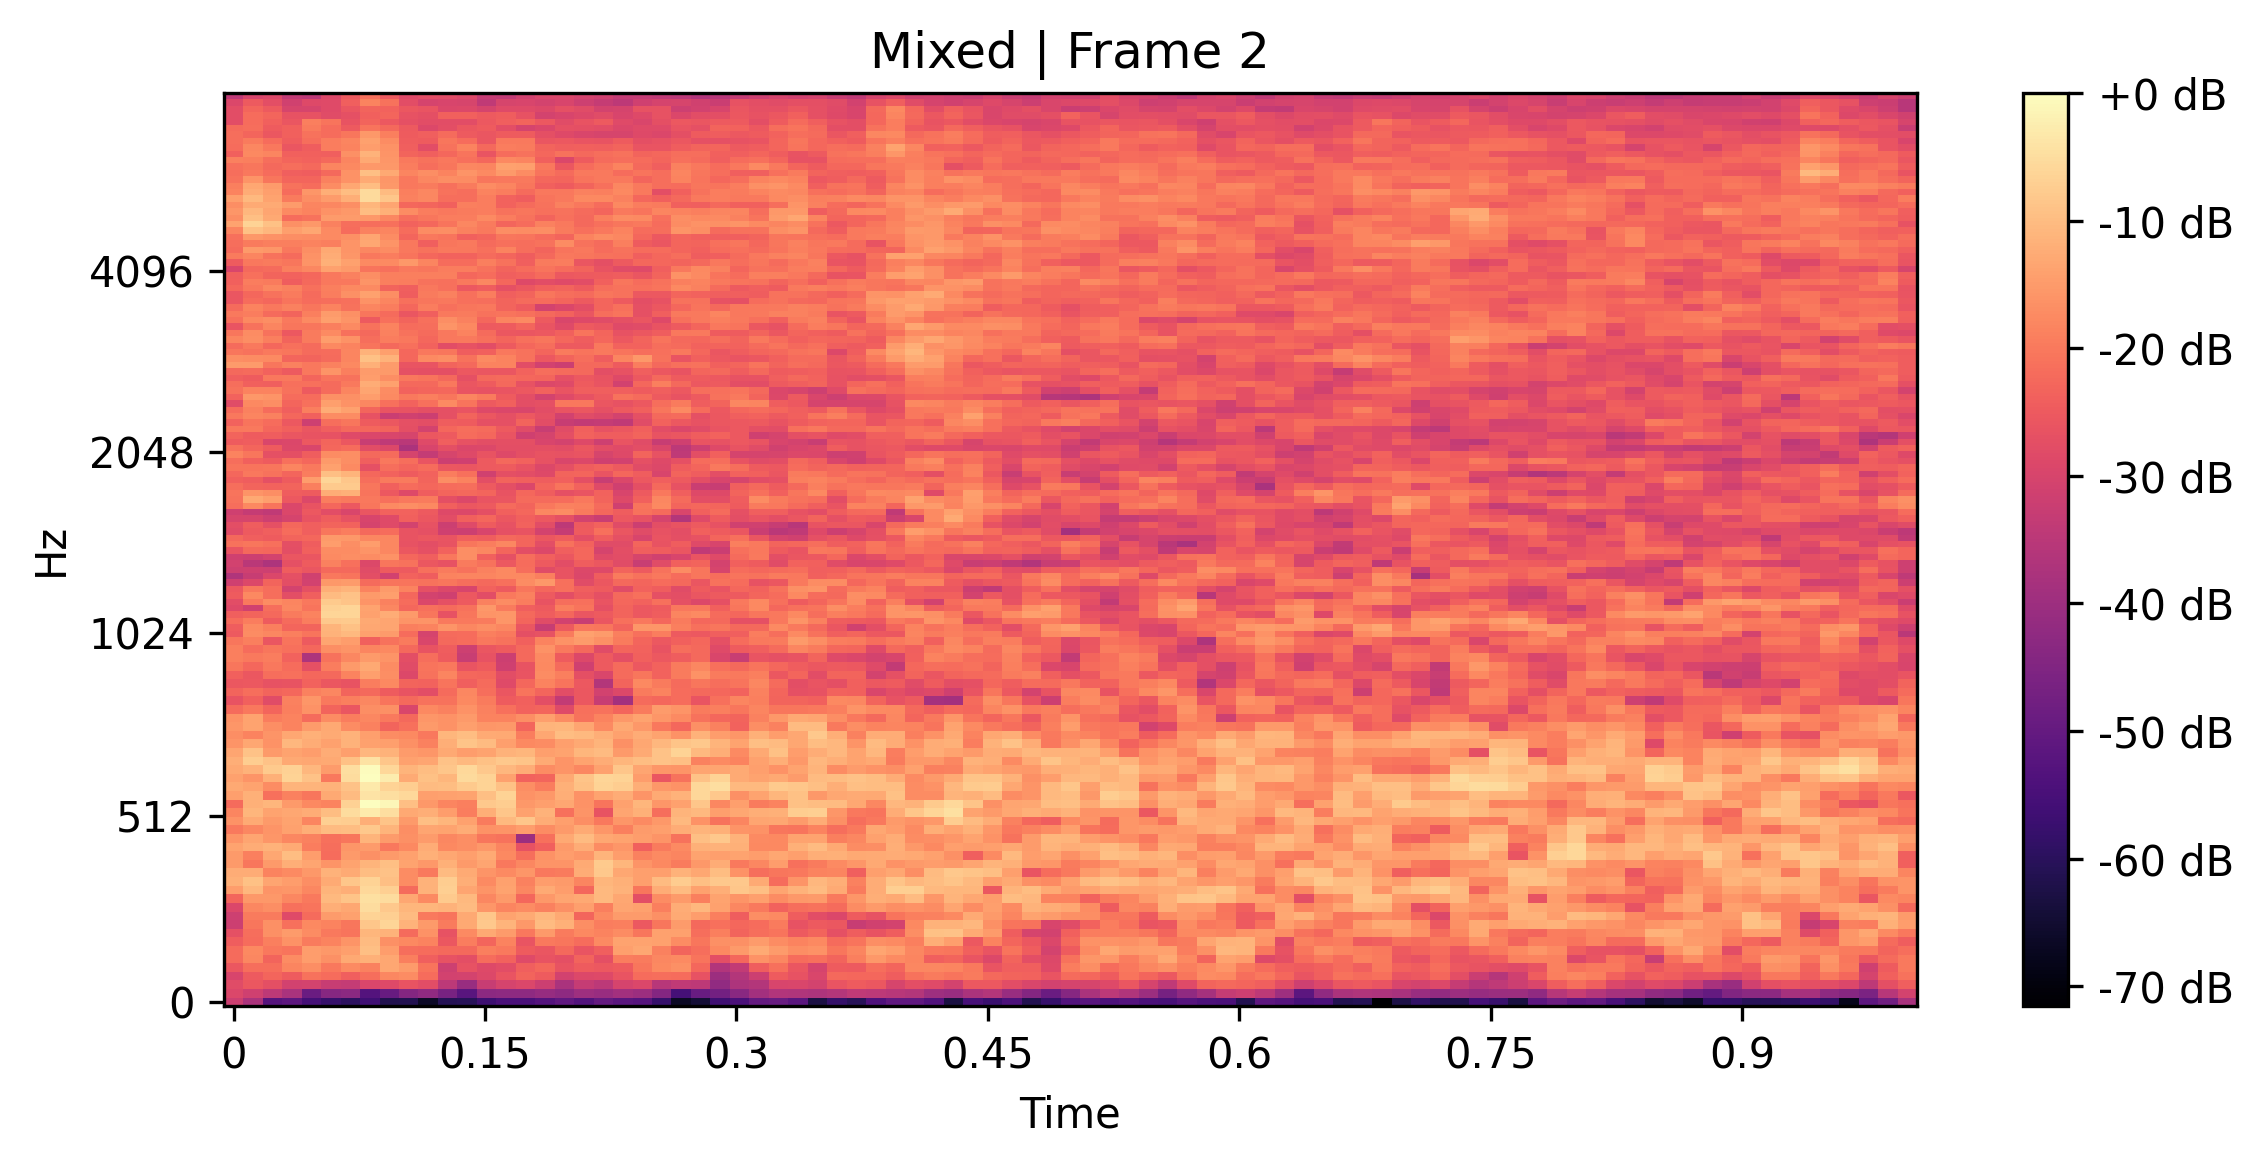 Mixed | Frame 2
+0 dB
-10 dB
-20 dB
-30 dB
-40 dB
-50 dB
-60 dB
-70 dB
4096
2048
1024
512
0
Hz
0 0.15 0.3 0.45 0.6 0.75 0.9
Time